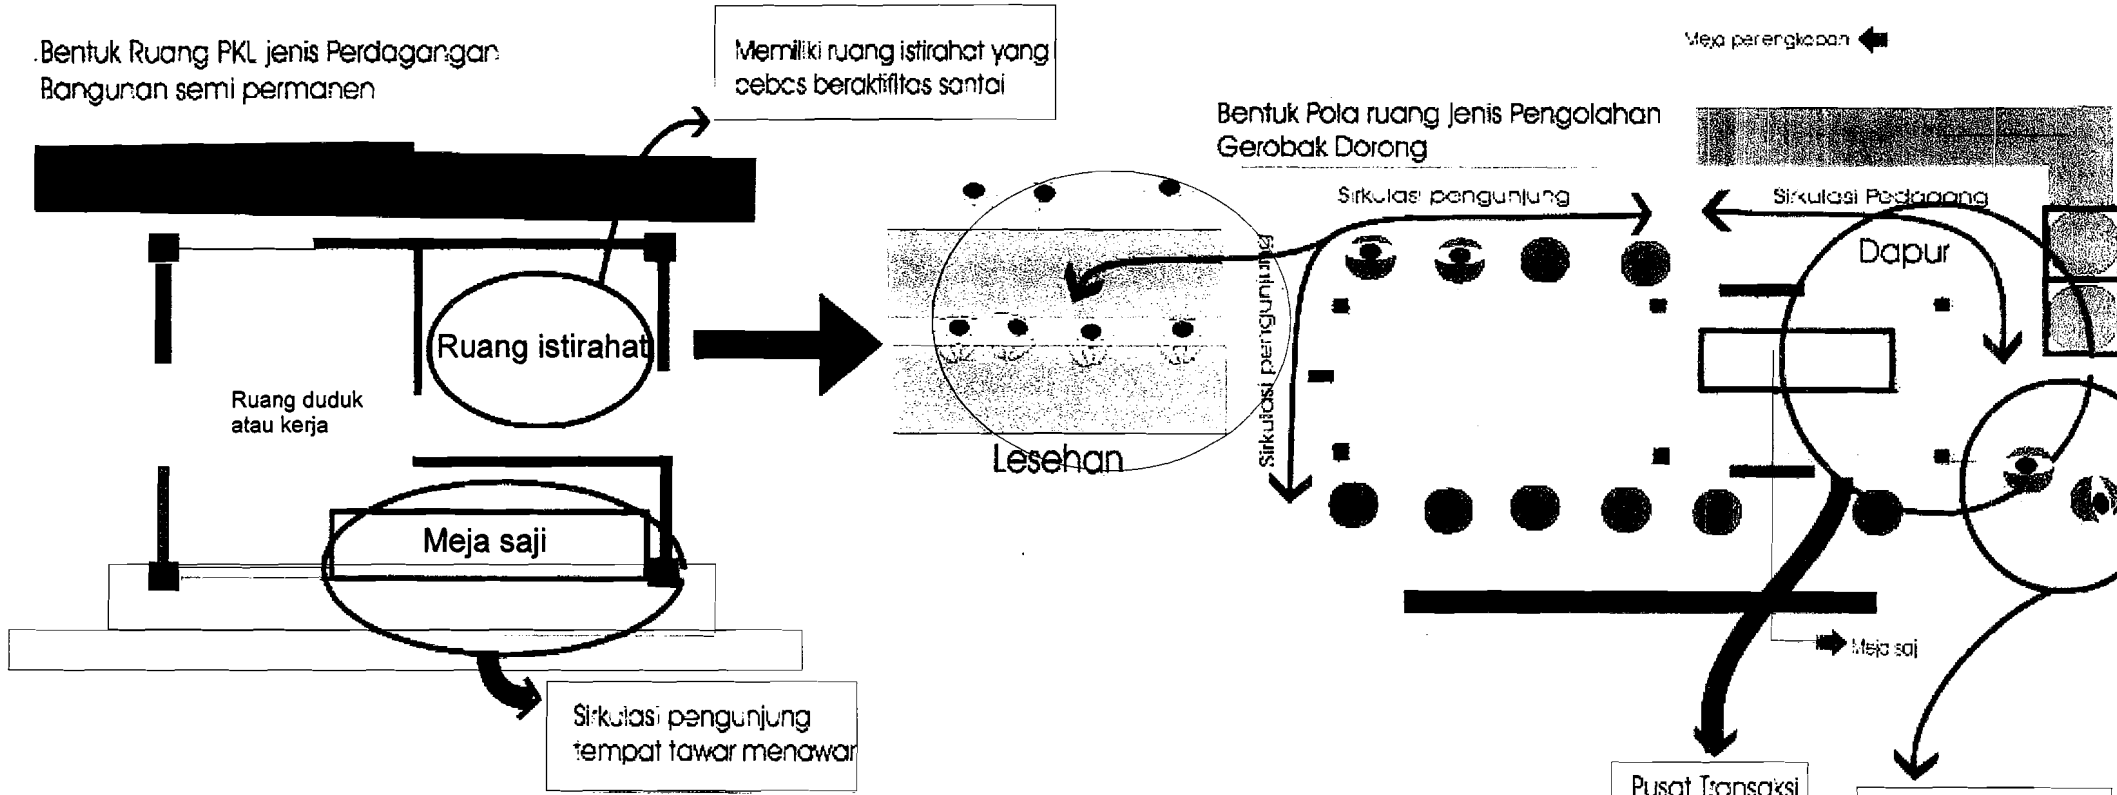 .Bentuk Ruang PKL jenis Perdagangan
Bangunan semi permanen
Memiliki ruang istirahat yang
bebas beraktifitas santai
Ruang istirahat
Ruang duduk
atau kerja
Meja saji
Sirkulasi pengunjung
tempat tawar menawar
Lesehan
Bentuk Pola ruang Jenis Pengolahan
Gerobak Dorong
Meja perengkapan
Sirkulasi pengunjung
Sirkulasi Pedagang
Sirkulasi pengunjung
Dapur
Meja saj
Pusat Transaksi